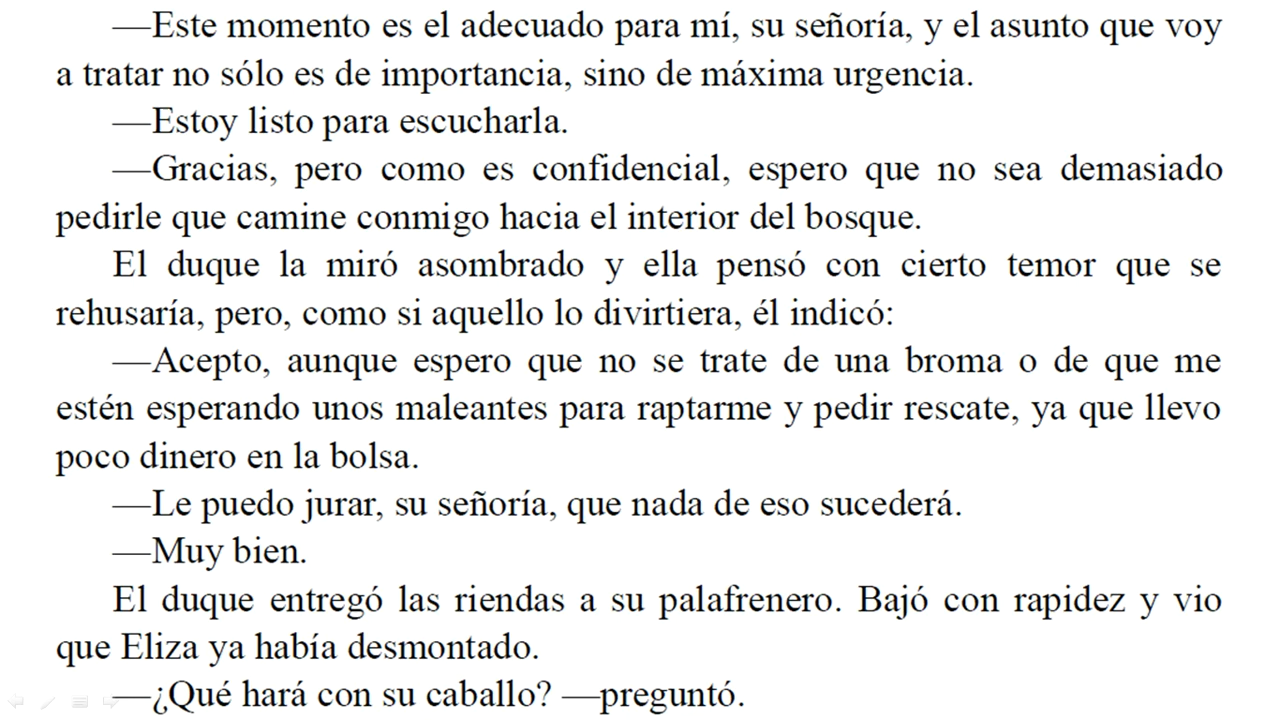 —Este momento es el adecuado para mí, su señoría, y el asunto que voy
a tratar no sólo es de importancia, sino de máxima urgencia.
—Estoy listo para escucharla.
—Gracias, pero como es confidencial, espero que no sea demasiado
pedirle que camine conmigo hacia el interior del bosque.
El duque la miró asombrado y ella pensó con cierto temor que se
rehusaría, pero, como si aquello lo divirtiera, él indicó:
—Acepto, aunque espero que no se trate de una broma o de que me
estén esperando unos maleantes para raptarme y pedir rescate, ya que llevo
poco dinero en la bolsa.
—Le puedo jurar, su señoría, que nada de eso sucederá.
—Muy bien.
El duque entregó las riendas a su palafrenero. Bajó con rapidez y vio
que Eliza ya había desmontado.
—¿Qué hará con su caballo? —preguntó.